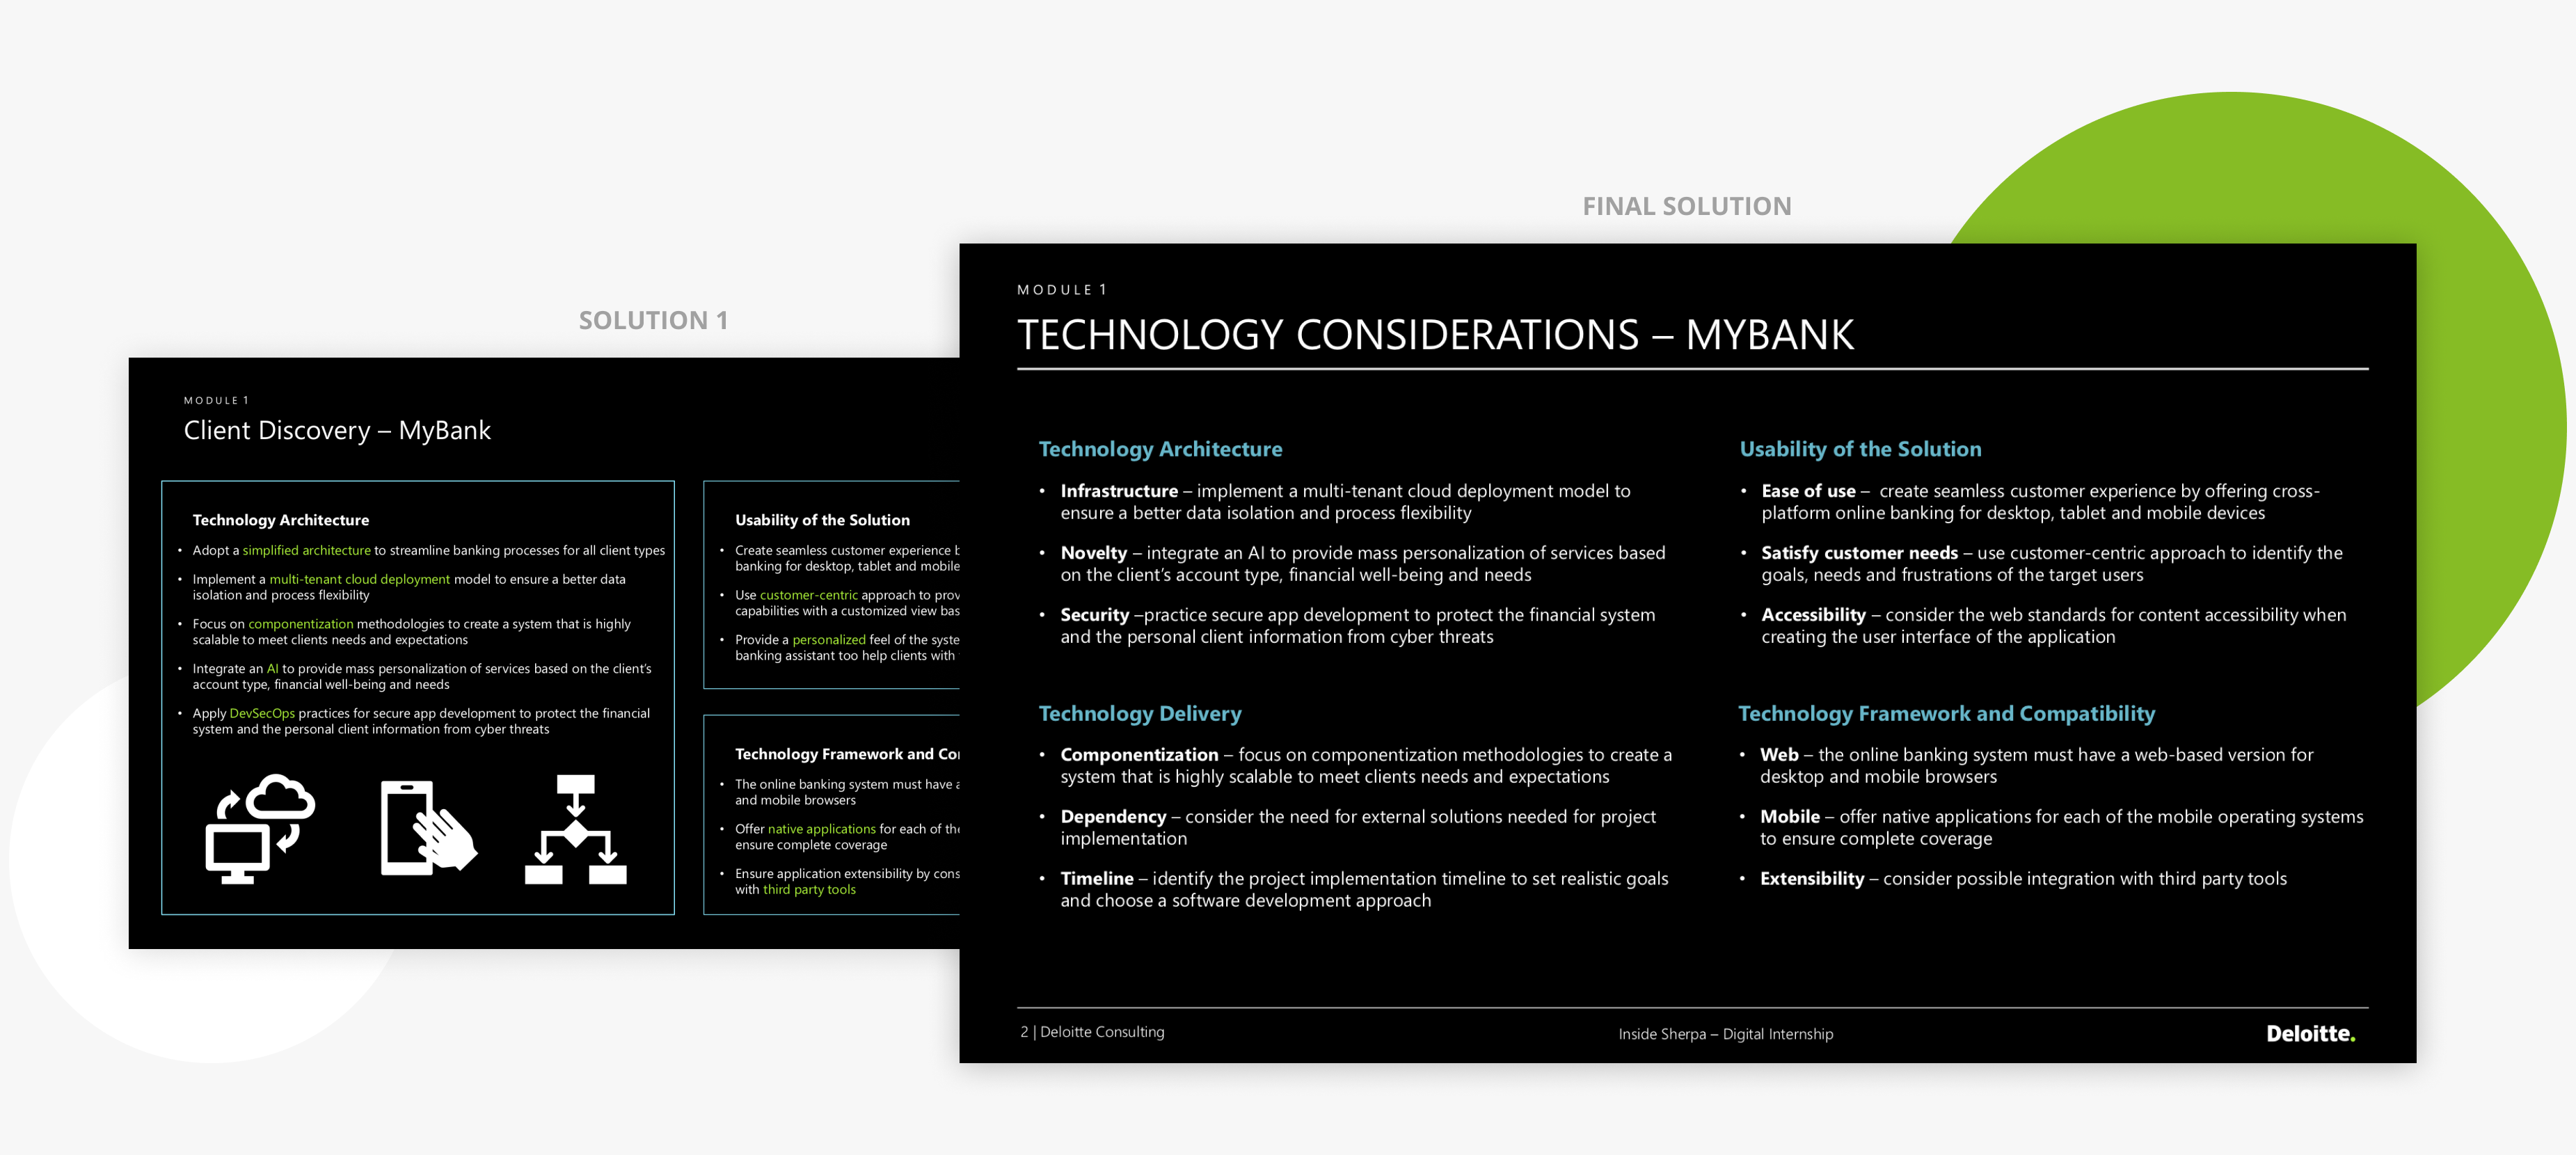 SOLUTION 1
MODULE 1
Client Discovery – MyBank
Technology Architecture
• Adopt a simplified architecture to streamline banking processes for all client types
• Implement a multi-tenant cloud deployment model to ensure a better data
isolation and process flexibility
• Focus on componentization methodologies to create a system that is highly
scalable to meet clients needs and expectations
• Integrate an AI to provide mass personalization of services based on the client's
account type, financial well-being and needs
• Apply DevSecOps practices for secure app development to protect the financial
system and the personal client information from cyber threats
Usability of the Solution
• Create seamless customer experience
banking for desktop, tablet and mobile
• Use customer-centric approach to
capabilities with a customized view
• Provide a personalized feel of the
banking assistant too help clients with
Technology Framework and
• The online banking system must have
and mobile browsers
• Offer native applications for each of
ensure complete coverage
• Ensure application extensibility by
with third party tools
FINAL SOLUTION
MODULE 1
TECHNOLOGY CONSIDERATIONS – MYBANK
Technology Architecture
• Infrastructure – implement a multi-tenant cloud deployment model to
ensure a better data isolation and process flexibility
• Novelty – integrate an AI to provide mass personalization of services based
on the client's account type, financial well-being and needs
• Security –practice secure app development to protect the financial system
and the personal client information from cyber threats
Usability of the Solution
• Ease of use – create seamless customer experience by offering cross-
platform online banking for desktop, tablet and mobile devices
• Satisfy customer needs – use customer-centric approach to identify the
goals, needs and frustrations of the target users
• Accessibility – consider the web standards for content accessibility when
creating the user interface of the application
Technology Delivery
• Componentization – focus on componentization methodologies to create a
system that is highly scalable to meet clients needs and expectations
• Dependency – consider the need for external solutions needed for project
implementation
• Timeline – identify the project implementation timeline to set realistic goals
and choose a software development approach
Technology Framework and Compatibility
• Web – the online banking system must have a web-based version for
desktop and mobile browsers
• Mobile – offer native applications for each of the mobile operating systems
to ensure complete coverage
• Extensibility – consider possible integration with third party tools
2 | Deloitte Consulting
Inside Sherpa – Digital Internship
Deloitte.